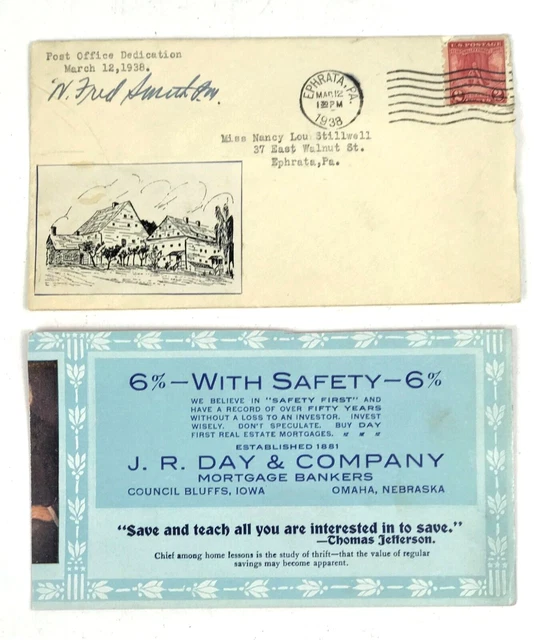 Post Office Dedication
March 12,1938.
U.S. POSTAGE
EPHRATA, PA.
MAR 12
PM
1938
Miss Nancy Lou Stillwell
37 East Walnut St.
Ephrata,Pa.
6% – WITH SAFETY – 6%
WE BELIEVE IN "SAFETY FIRST" AND
HAVE A RECORD OF OVER FIFTY YEARS
WITHOUT A LOSS TO AN INVESTOR. INVEST
WISELY. DON'T SPECULATE. BUY DAY
FIRST REAL ESTATE MORTGAGES.
ESTABLISHED 1881
J. R. DAY & COMPANY
MORTGAGE BANKERS
COUNCIL BLUFFS, IOWA OMAHA, NEBRASKA
"Save and teach all you are interested in to save."
—Thomas Jefferson.
Chief among home lessons is the study of thrift—that the value of regular
savings may become apparent.